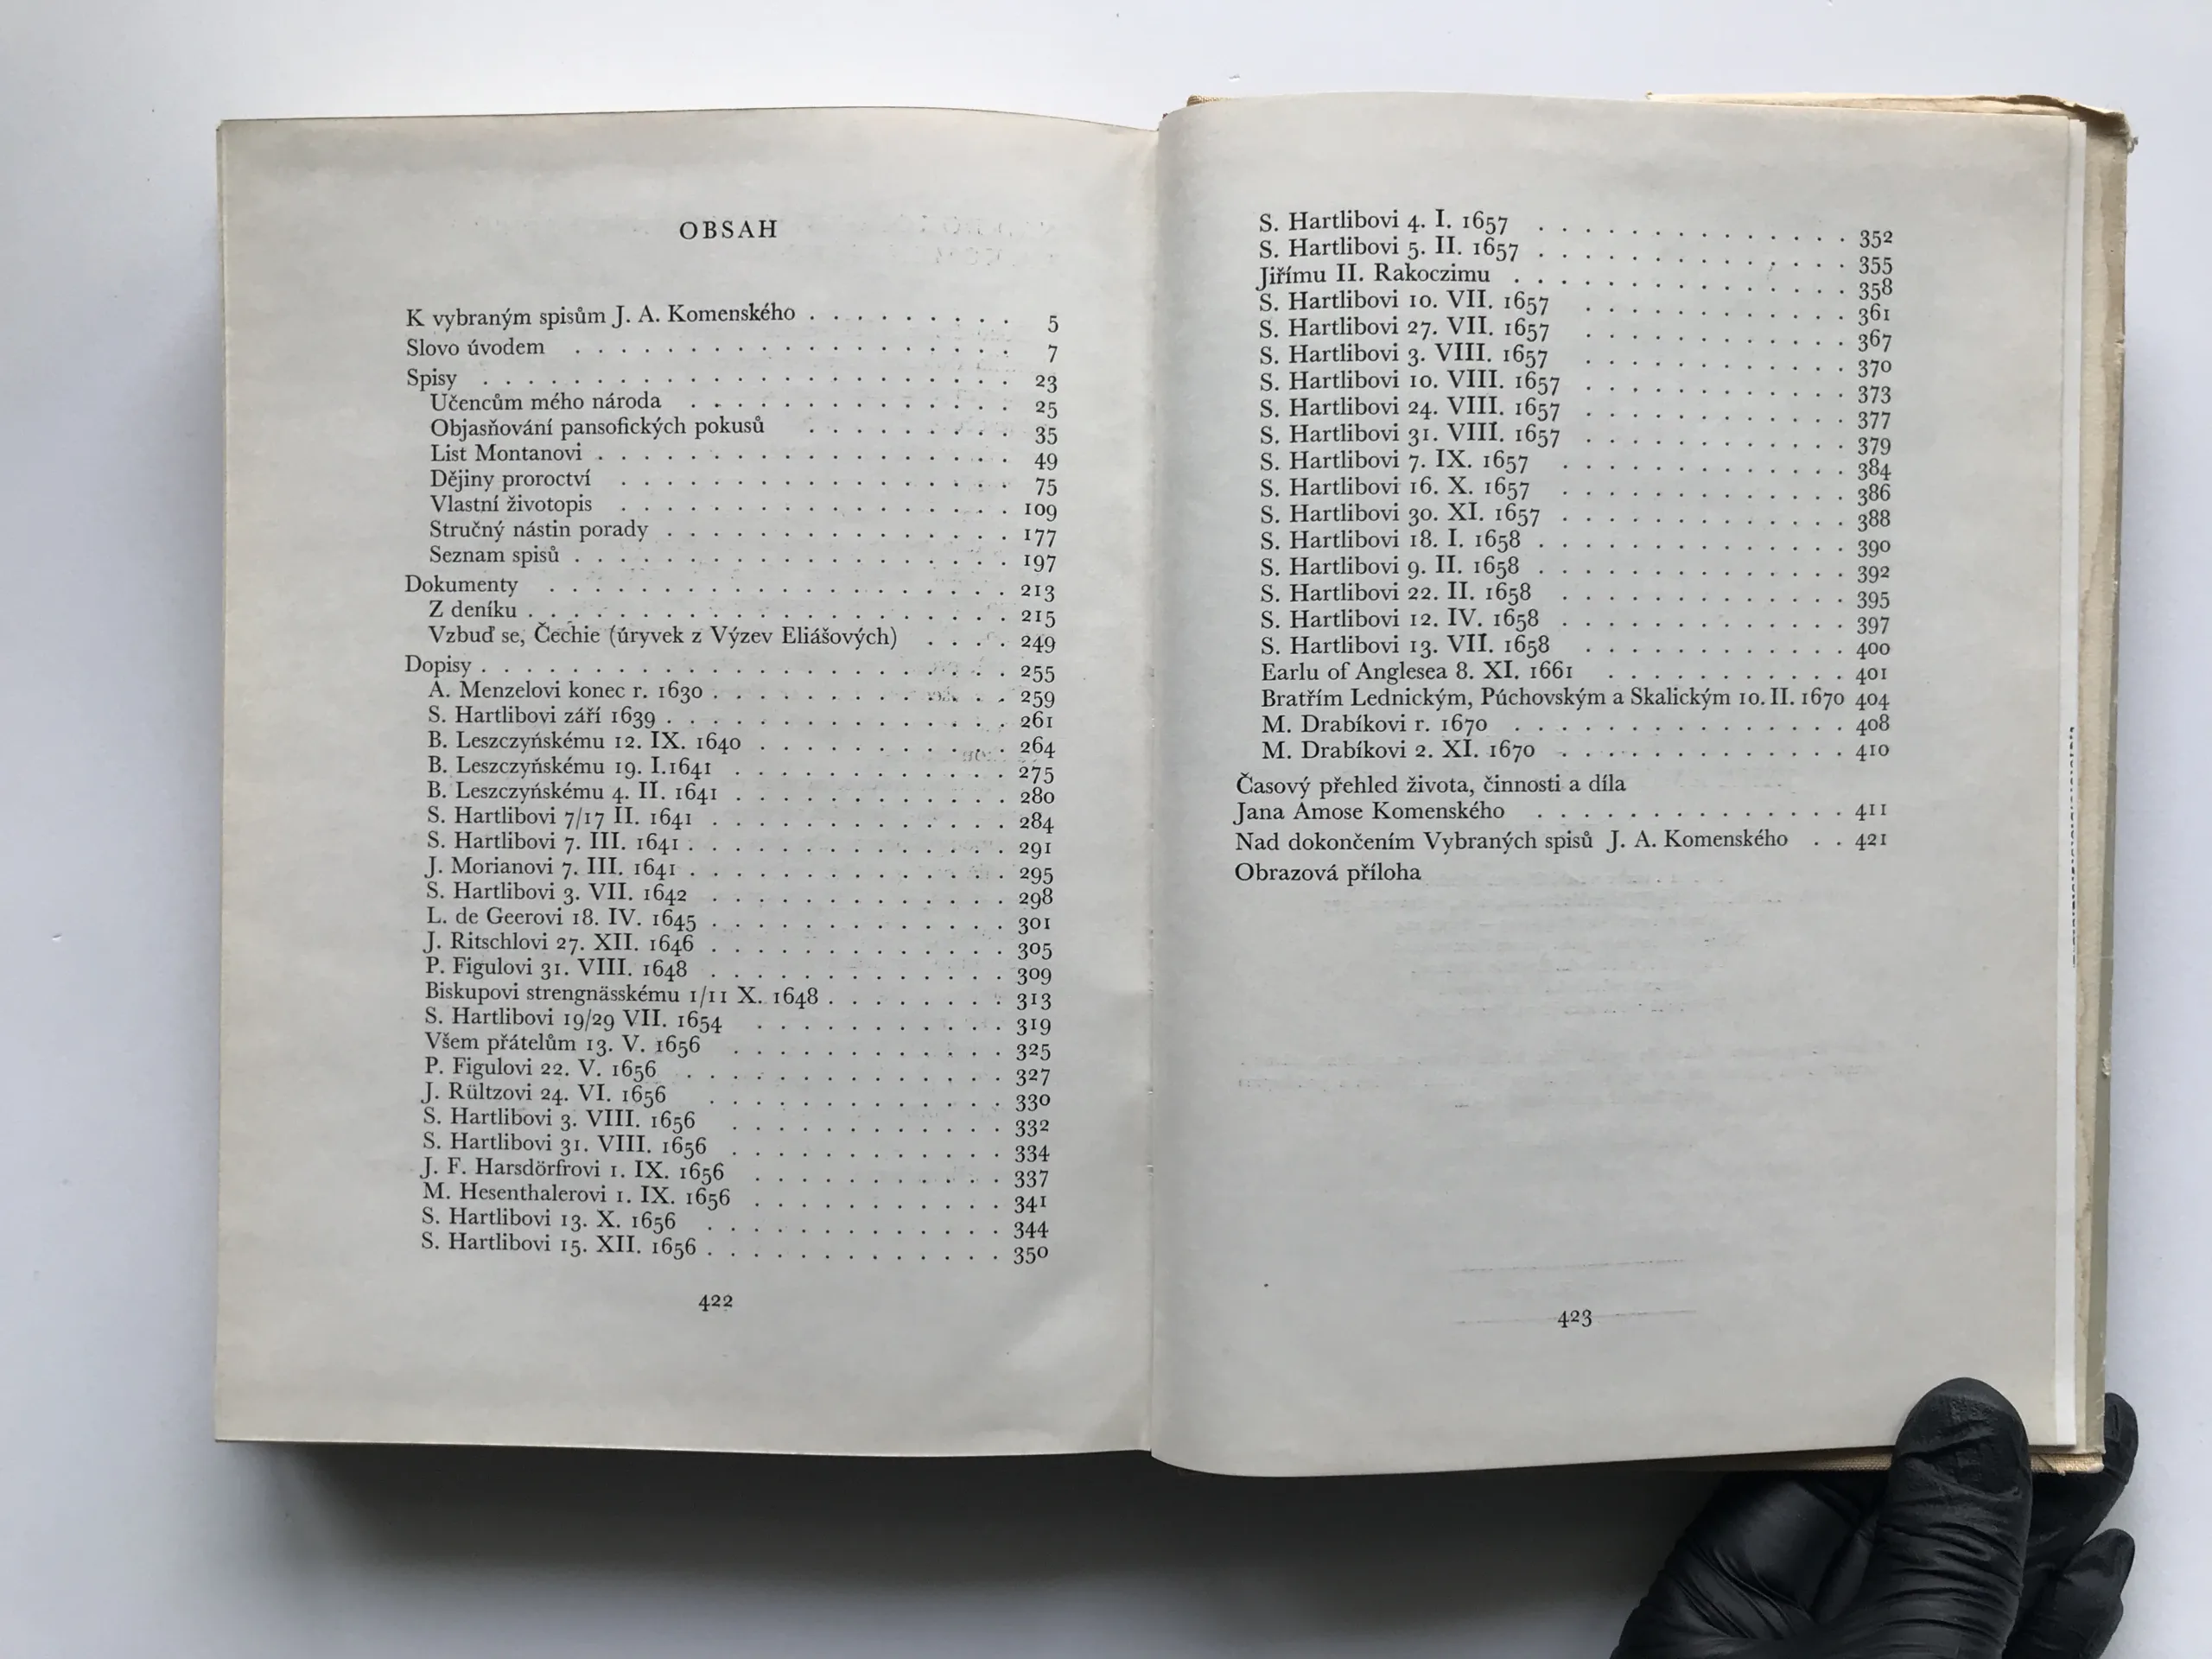 OBSAH
K vybraným spisům J. A. Komenského . . . . . . . . . 5
Slovo úvodem . . . . . . . . . . . . . . . . . . . 7
Spisy . . . . . . . . . . . . . . . . . . . . . . . 23
Učencům mého národa . . . . . . . . . . . . . . 25
Objasňování pansofických pokusů . . . . . . . . . 35
List Montanovi . . . . . . . . . . . . . . . . . . 49
Dějiny proroctví . . . . . . . . . . . . . . . . . 75
Vlastní životopis . . . . . . . . . . . . . . . . . 109
Stručný nástin porady . . . . . . . . . . . . . . . 177
Seznam spisů . . . . . . . . . . . . . . . . . . . 197
Dokumenty . . . . . . . . . . . . . . . . . . . . 213
Z deníku . . . . . . . . . . . . . . . . . . . . . 215
Vzbuď se, Čechie (úryvek z Výzev Eliášových) . . . . 249
Dopisy . . . . . . . . . . . . . . . . . . . . . . . 255
A. Menzelovi konec r. 1630 . . . . . . . . . . . . . 259
S. Hartlibovi září 1639 . . . . . . . . . . . . . . . 261
B. Leszczyńskému 12. IX. 1640 . . . . . . . . . . . 264
B. Leszczyńskému 19. I.1641 . . . . . . . . . . . . 275
B. Leszczyńskému 4. II. 1641 . . . . . . . . . . . . 280
S. Hartlibovi 7/17 II. 1641 . . . . . . . . . . . . . 284
S. Hartlibovi 7. III. 1641 . . . . . . . . . . . . . . 291
J. Morianovi 7. III. 1641 . . . . . . . . . . . . . . 295
S. Hartlibovi 3. VII. 1642 . . . . . . . . . . . . . 298
L. de Geerovi 18. IV. 1645 . . . . . . . . . . . . . 301
J. Ritschlovi 27. XII. 1646 . . . . . . . . . . . . . 305
P. Figulovi 31. VIII. 1648 . . . . . . . . . . . . . 309
Biskupovi strengnässkému 1/11 X. 1648 . . . . . . . . 313
S. Hartlibovi 19/29 VII. 1654 . . . . . . . . . . . 319
Všem přátelům 13. V. 1656 . . . . . . . . . . . . 325
P. Figulovi 22. V. 1656 . . . . . . . . . . . . . . 327
J. Rültzovi 24. VI. 1656 . . . . . . . . . . . . . 330
S. Hartlibovi 3. VIII. 1656 . . . . . . . . . . . . 332
S. Hartlibovi 31. VIII. 1656 . . . . . . . . . . . . 334
J. F. Harsdörfrovi 1. IX. 1656 . . . . . . . . . . . 337
M. Hesenthalerovi 1. IX. 1656 . . . . . . . . . . . 341
S. Hartlibovi 13. X. 1656 . . . . . . . . . . . . . 344
S. Hartlibovi 15. XII. 1656 . . . . . . . . . . . . . 350
422
S. Hartlibovi 4. I. 1657 . . . . . . . . . . . . . . 352
S. Hartlibovi 5. II. 1657 . . . . . . . . . . . . . . 355
Jiřímu II. Rakoczimu . . . . . . . . . . . . . . . 358
S. Hartlibovi 10. VII. 1657 . . . . . . . . . . . . 361
S. Hartlibovi 27. VII. 1657 . . . . . . . . . . . . 367
S. Hartlibovi 3. VIII. 1657 . . . . . . . . . . . . 370
S. Hartlibovi 10. VIII. 1657 . . . . . . . . . . . . 373
S. Hartlibovi 24. VIII. 1657 . . . . . . . . . . . . 377
S. Hartlibovi 31. VIII. 1657 . . . . . . . . . . . . 379
S. Hartlibovi 7. IX. 1657 . . . . . . . . . . . . . 384
S. Hartlibovi 16. X. 1657 . . . . . . . . . . . . . 386
S. Hartlibovi 30. XI. 1657 . . . . . . . . . . . . . 388
S. Hartlibovi 18. I. 1658 . . . . . . . . . . . . . . 390
S. Hartlibovi 9. II. 1658 . . . . . . . . . . . . . . 392
S. Hartlibovi 22. II. 1658 . . . . . . . . . . . . . 395
S. Hartlibovi 12. IV. 1658 . . . . . . . . . . . . . 397
S. Hartlibovi 13. VII. 1658 . . . . . . . . . . . . 400
Earlu of Anglesea 8. XI. 1661 . . . . . . . . . . . 401
Bratřím Lednickým, Púchovským a Skalickým 10. II. 1670 404
M. Drabíkovi r. 1670 . . . . . . . . . . . . . . . 408
M. Drabíkovi 2. XI. 1670 . . . . . . . . . . . . . 410
Časový přehled života, činnosti a díla
Jana Amose Komenského . . . . . . . . . . . . . . 411
Nad dokončením Vybraných spisů J. A. Komenského . . 421
Obrazová příloha
423